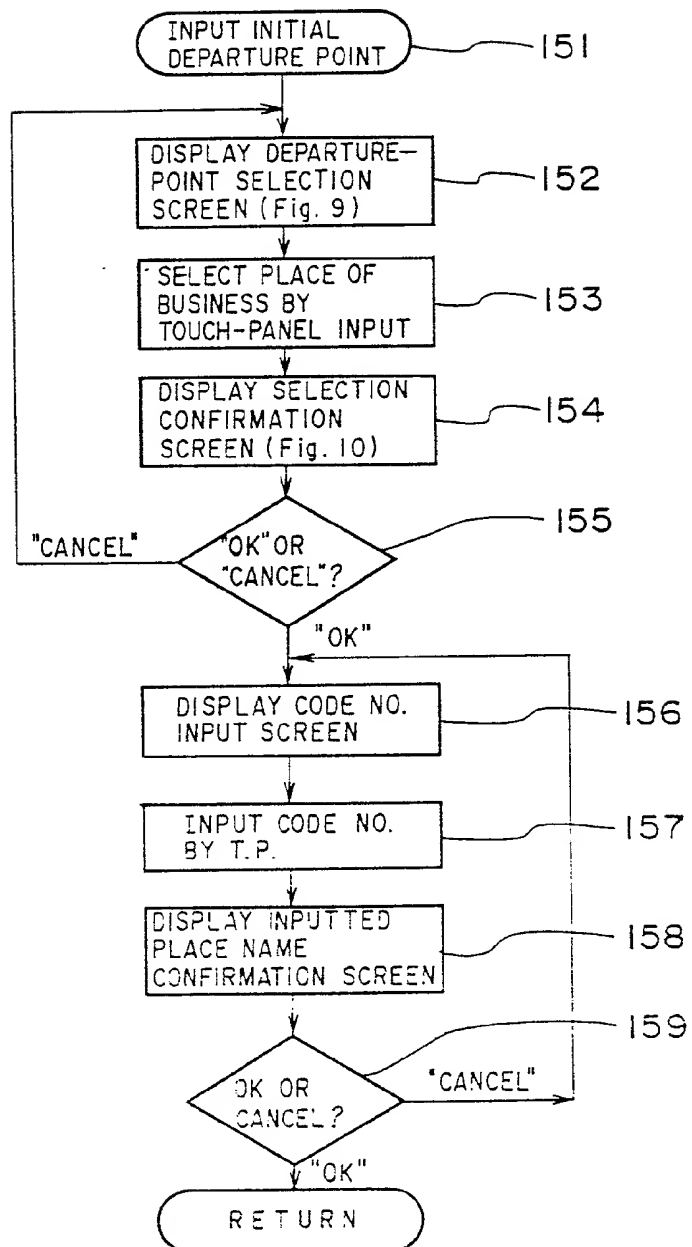 INPUT INITIAL
DEPARTURE POINT
151
DISPLAY DEPARTURE-
POINT SELECTION
SCREEN (Fig. 9)
152
SELECT PLACE OF
BUSINESS BY
TOUCH-PANEL INPUT
153
DISPLAY SELECTION
CONFIRMATION
SCREEN (Fig. 10)
154
155
"CANCEL"
"OK" OR
"CANCEL"?
"OK"
DISPLAY CODE NO.
INPUT SCREEN
156
INPUT CODE NO.
BY T.P.
157
DISPLAY INPUTTED
PLACE NAME
CONFIRMATION SCREEN
158
159
OK OR
CANCEL?
"CANCEL"
"OK"
RETURN